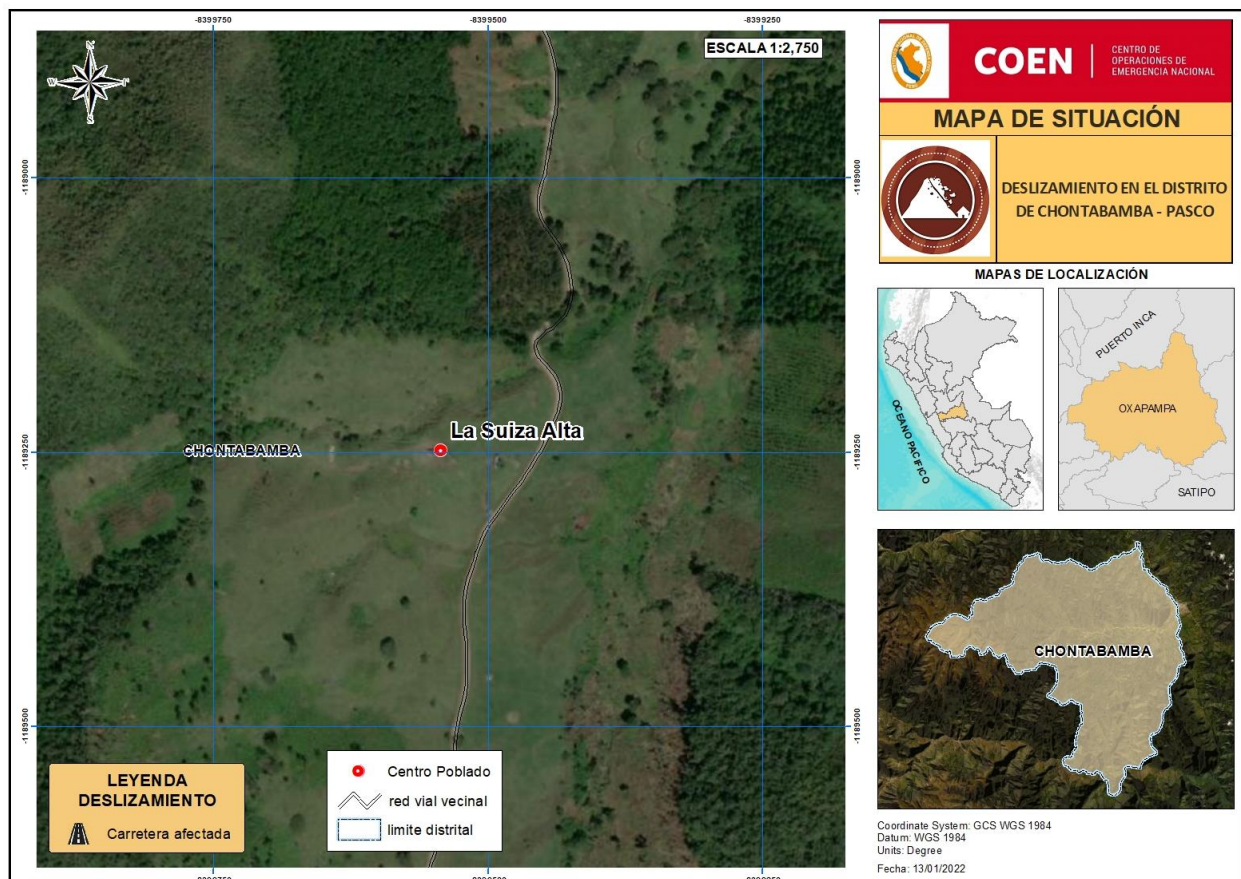 -8399750
-8399500
-8399250
ESCALA 1:2,750
N
W
E
S
-1189000
-1189000
La Suiza Alta
CHONTABAMBA
-1189250
-1189250
-1189500
-1189500
LEYENDA
DESLIZAMIENTO
Carretera afectada
Centro Poblado
red vial vecinal
limite distrital
-8399750
-8399500
-8399250
COEN
CENTRO DE
OPERACIONES DE
EMERGENCIA NACIONAL
MAPA DE SITUACIÓN
DESLIZAMIENTO EN EL DISTRITO
DE CHONTABAMBA - PASCO
MAPAS DE LOCALIZACIÓN
OCEANO PACIFICO
PUERTO INCA
OXAPAMPA
SATIPO
CHONTABAMBA
Coordinate System: GCS WGS 1984
Datum: WGS 1984
Units: Degree
Fecha: 13/01/2022